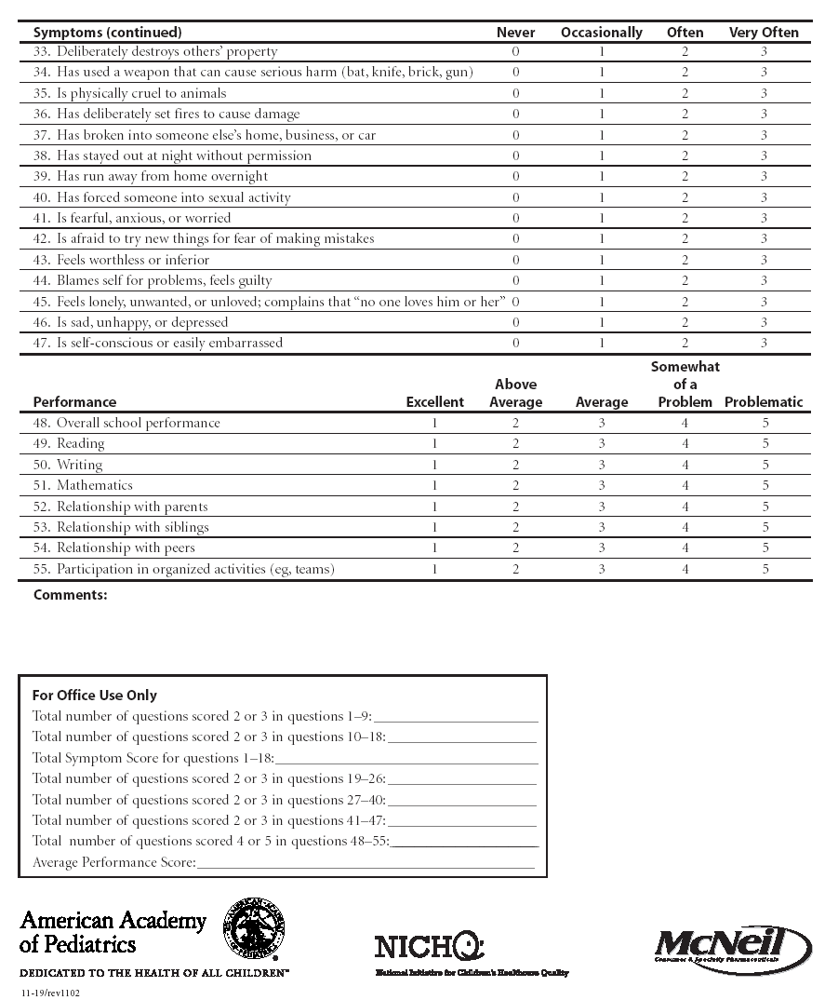 Symptoms (continued) Never Occasionally Often Very Often
33. Deliberately destroys others’ property 0 1 2 3
34. Has used a weapon that can cause serious harm (bat, knife, brick, gun) 0 1 2 3
35. Is physically cruel to animals 0 1 2 3
36. Has deliberately set fires to cause damage 0 1 2 3
37. Has broken into someone else’s home, business, or car 0 1 2 3
38. Has stayed out at night without permission 0 1 2 3
39. Has run away from home overnight 0 1 2 3
40. Has forced someone into sexual activity 0 1 2 3
41. Is fearful, anxious, or worried 0 1 2 3
42. Is afraid to try new things for fear of making mistakes 0 1 2 3
43. Feels worthless or inferior 0 1 2 3
44. Blames self for problems, feels guilty 0 1 2 3
45. Feels lonely, unwanted, or unloved; complains that “no one loves him or her” 0 1 2 3
46. Is sad, unhappy, or depressed 0 1 2 3
47. Is self-conscious or easily embarrassed 0 1 2 3
Somewhat
Above of a
Performance Excellent Average Average Problem Problematic
48. Overall school performance 1 2 3 4 5
49. Reading 1 2 3 4 5
50. Writing 1 2 3 4 5
51. Mathematics 1 2 3 4 5
52. Relationship with parents 1 2 3 4 5
53. Relationship with siblings 1 2 3 4 5
54. Relationship with peers 1 2 3 4 5
55. Participation in organized activities (eg, teams) 1 2 3 4 5
Comments:
For Office Use Only
Total number of questions scored 2 or 3 in questions 1–9:
Total number of questions scored 2 or 3 in questions 10–18:
Total Symptom Score for questions 1–18:
Total number of questions scored 2 or 3 in questions 19–26:
Total number of questions scored 2 or 3 in questions 27–40:
Total number of questions scored 2 or 3 in questions 41–47:
Total number of questions scored 4 or 5 in questions 48–55:
Average Performance Score:
American Academy
of Pediatrics
DEDICATED TO THE HEALTH OF ALL CHILDREN™
NICHQ
National Initiative for Children’s Healthcare Quality
McNeil
Consumer & Specialty Pharmaceuticals
11-19/rev1102